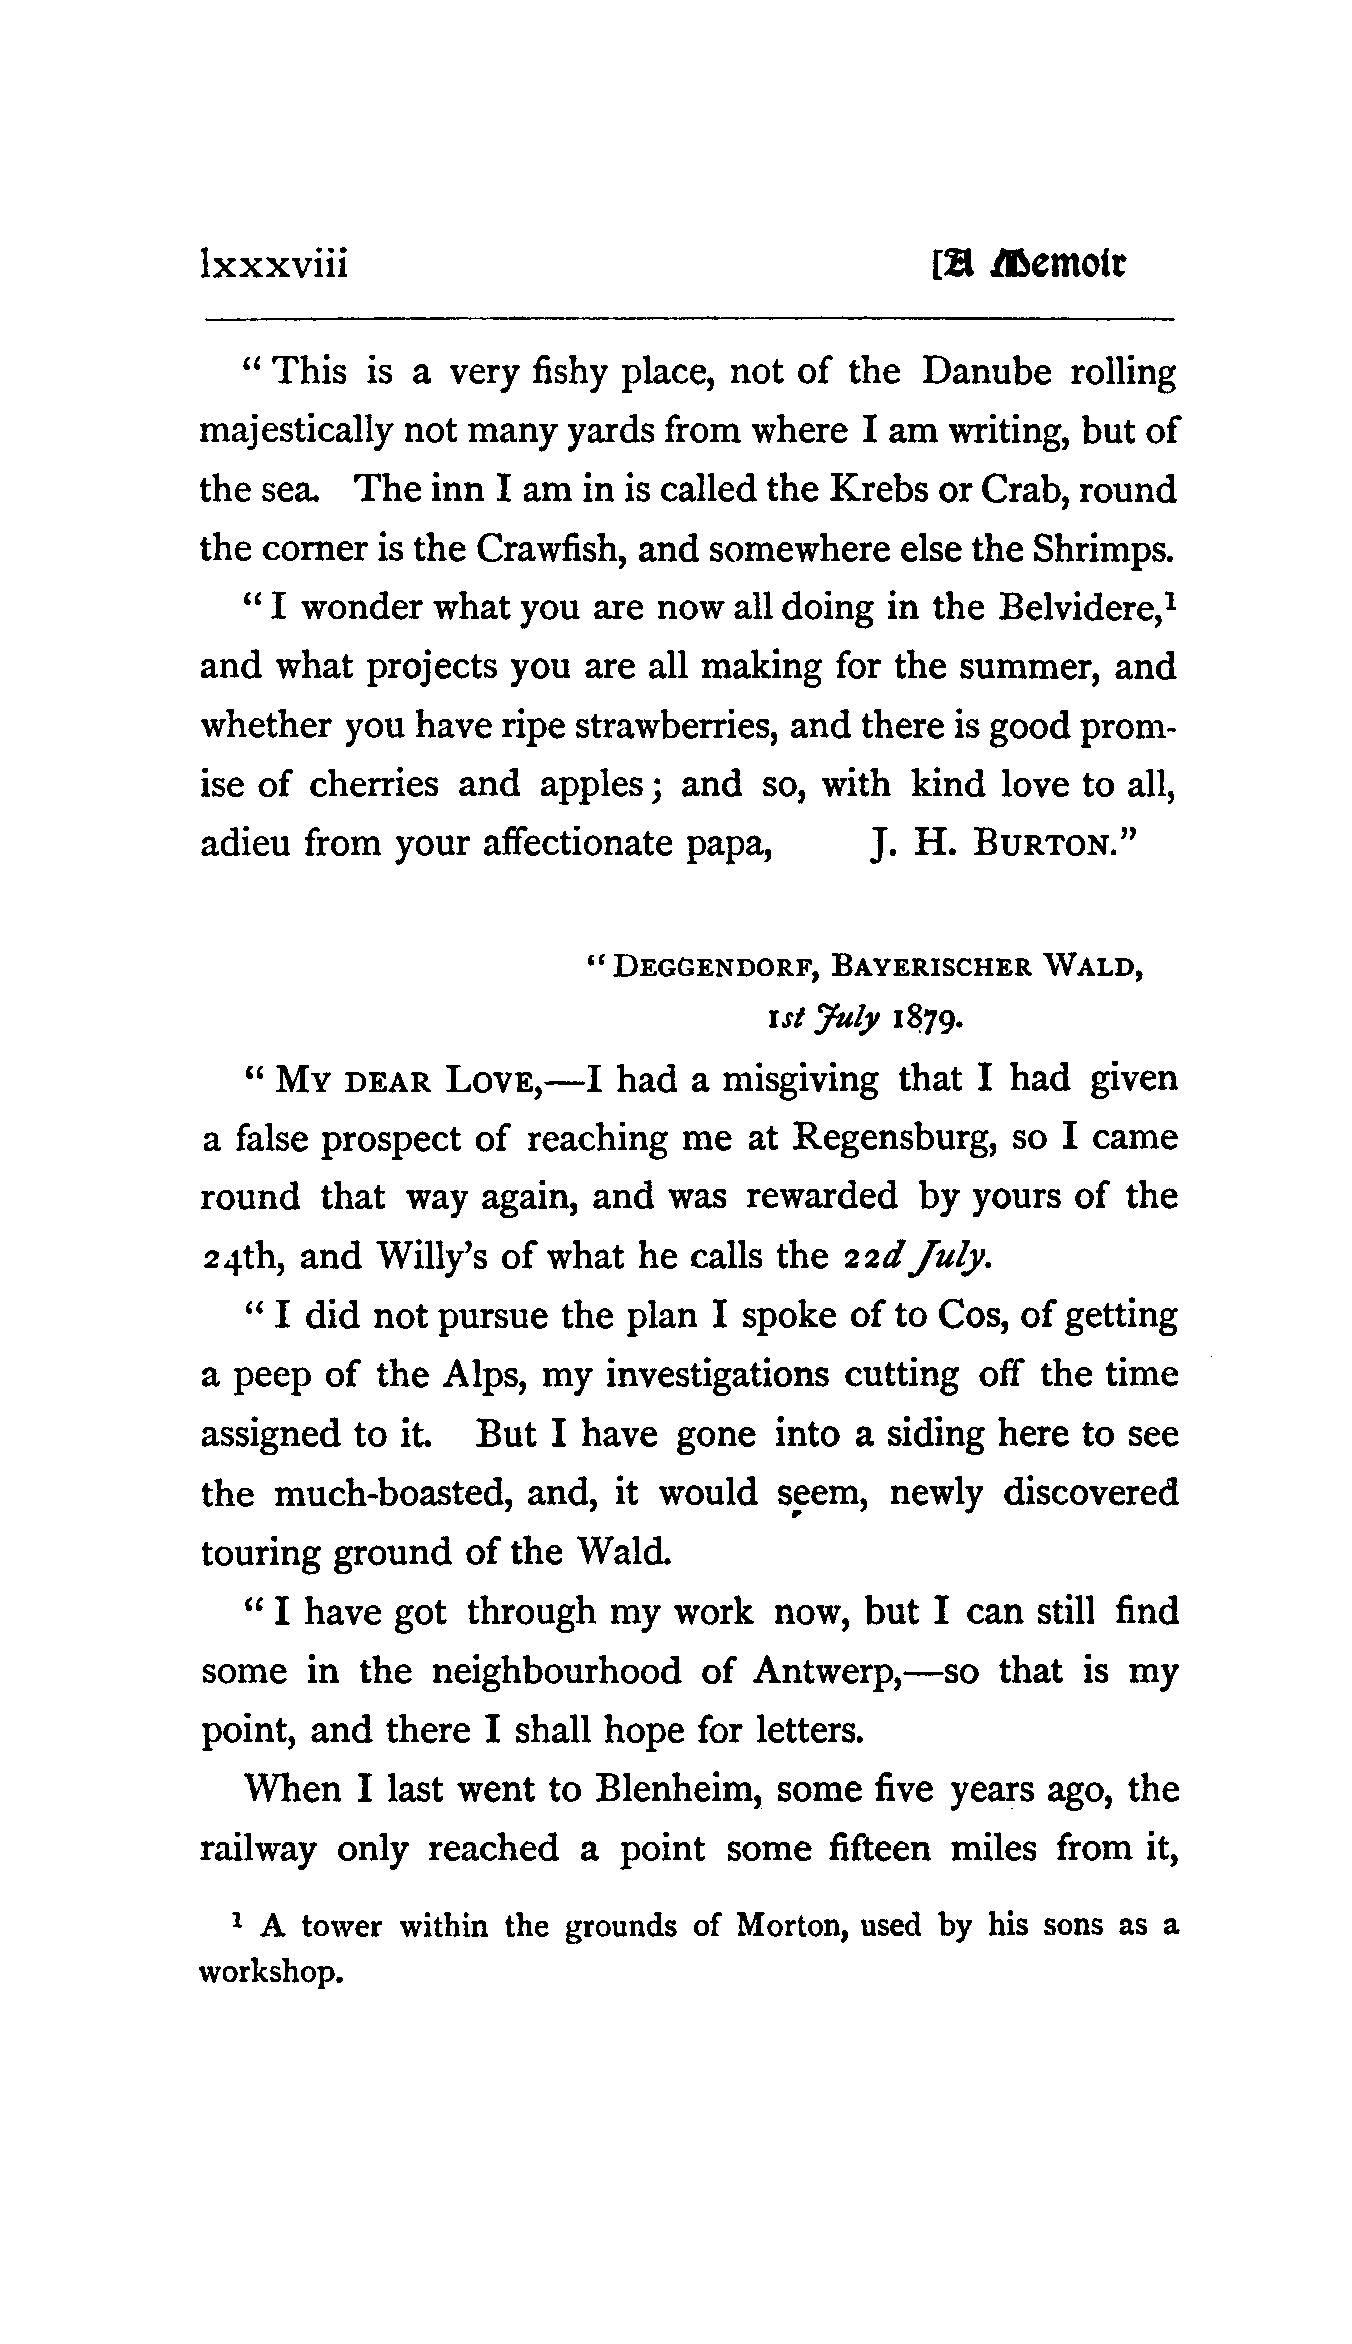 lxxxviii [A Memoir
“ This is a very fishy place, not of the Danube rolling
majestically not many yards from where I am writing, but of
the sea. The inn I am in is called the Krebs or Crab, round
the corner is the Crawfish, and somewhere else the Shrimps.
“ I wonder what you are now all doing in the Belvidere,¹
and what projects you are all making for the summer, and
whether you have ripe strawberries, and there is good prom-
ise of cherries and apples ; and so, with kind love to all,
adieu from your affectionate papa, J. H. BURTON.”
“ DEGGENDORF, BAYERISCHER WALD,
1st July 1879.
“ MY DEAR LOVE,—I had a misgiving that I had given
a false prospect of reaching me at Regensburg, so I came
round that way again, and was rewarded by yours of the
24th, and Willy’s of what he calls the 22d July.
“ I did not pursue the plan I spoke of to Cos, of getting
a peep of the Alps, my investigations cutting off the time
assigned to it. But I have gone into a siding here to see
the much-boasted, and, it would seem, newly discovered
touring ground of the Wald.
“ I have got through my work now, but I can still find
some in the neighbourhood of Antwerp,—so that is my
point, and there I shall hope for letters.
When I last went to Blenheim, some five years ago, the
railway only reached a point some fifteen miles from it,
¹ A tower within the grounds of Morton, used by his sons as a
workshop.